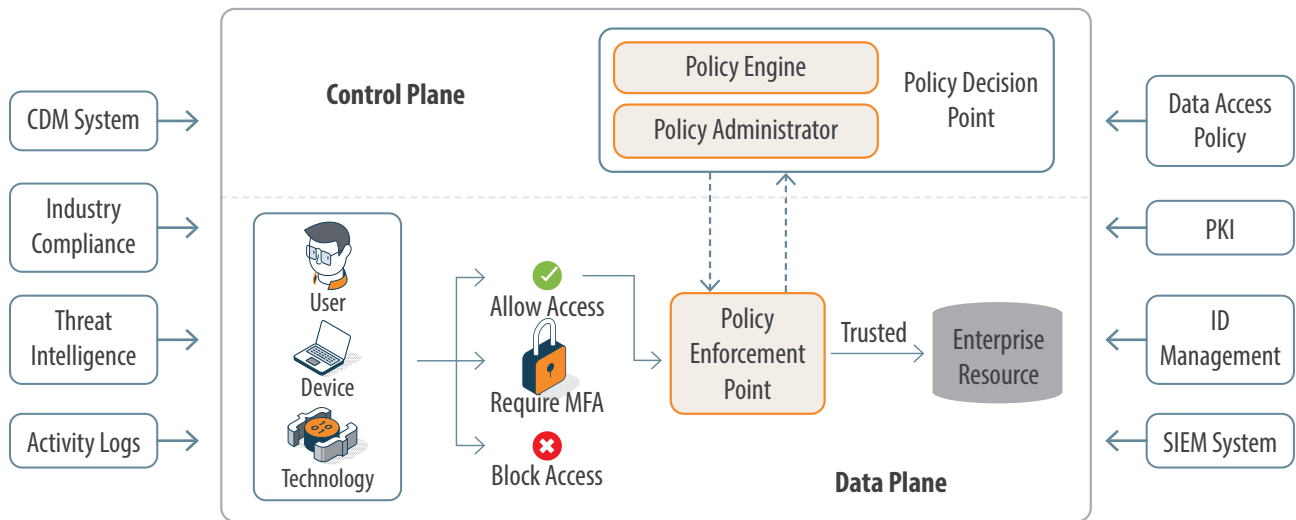 Control Plane
Policy Engine
Policy Administrator
Policy Decision
Point
CDM System
Industry
Compliance
Threat
Intelligence
Activity Logs
User
Device
Technology
Allow Access
Require MFA
Block Access
Policy
Enforcement
Point
Trusted
Enterprise
Resource
Data Plane
Data Access
Policy
PKI
ID
Management
SIEM System